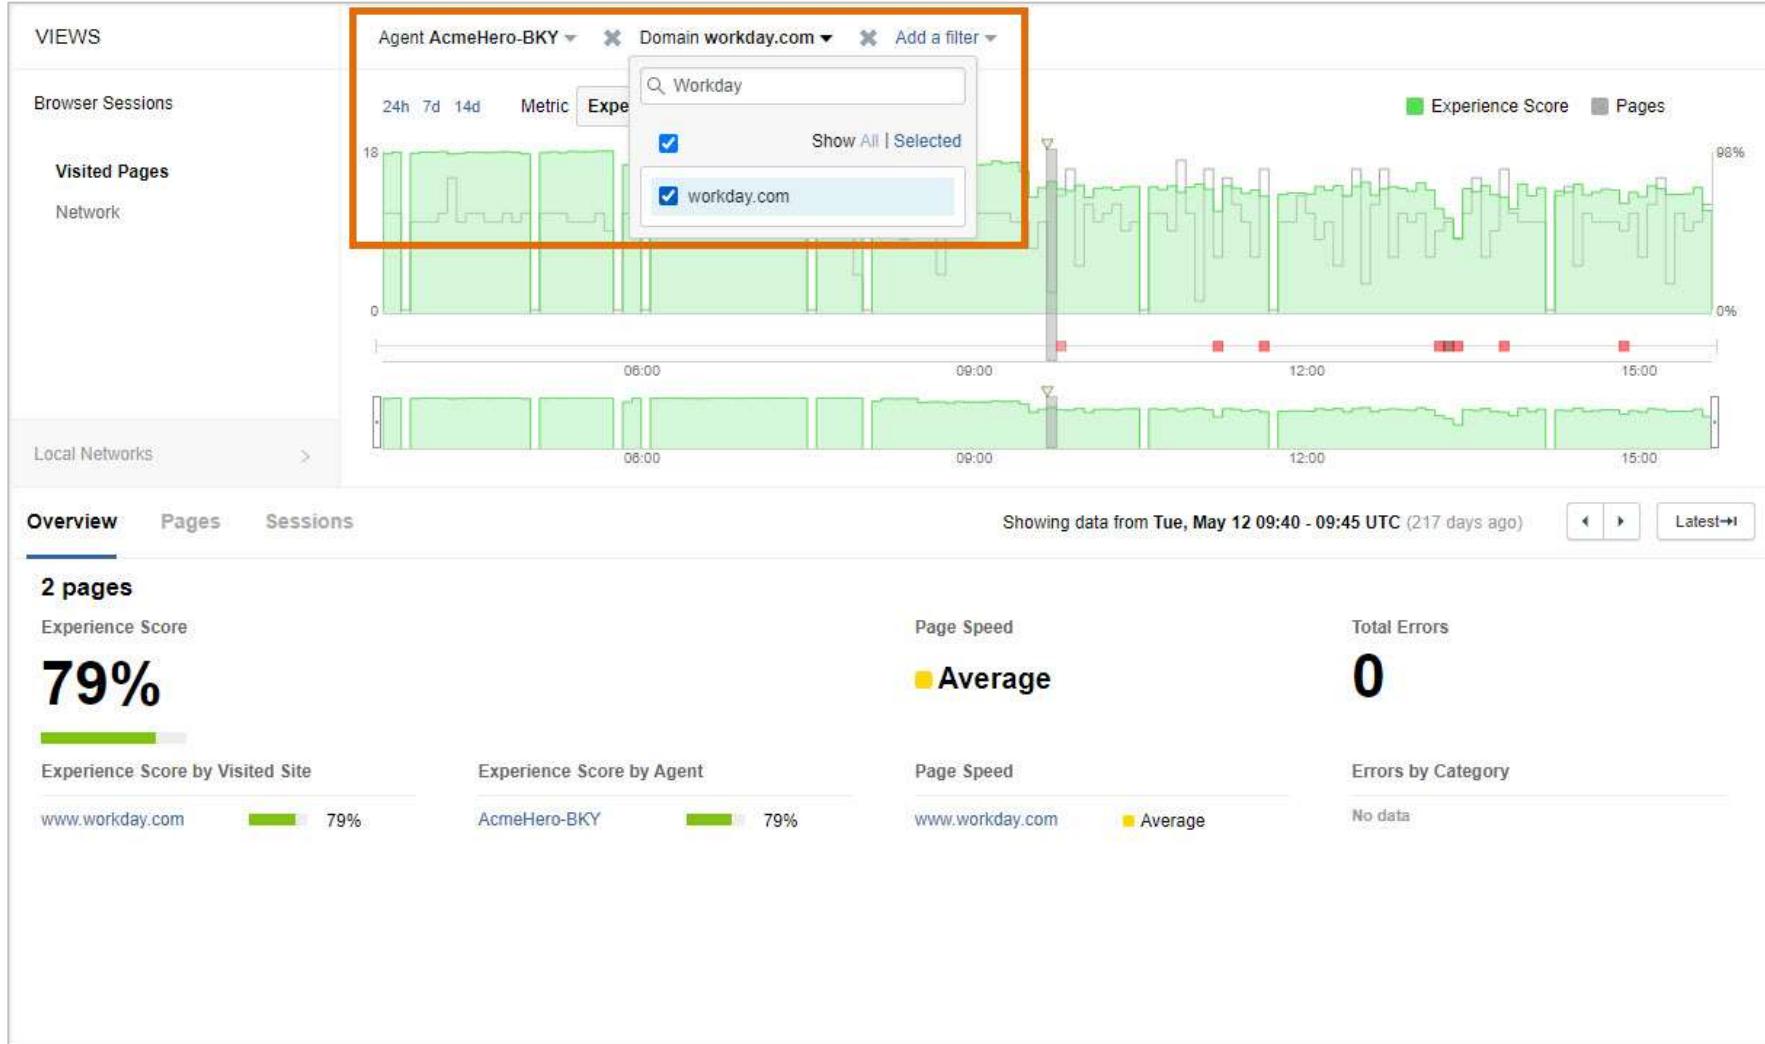 VIEWS
Agent AcmeHero-BKY Domain workday.com Add a filter
Workday
Browser Sessions
24h 7d 14d Metric Expe
Experience Score Pages
Show All | Selected
18
98%
Visited Pages
workday.com
Network
0
0%
06:00 09:00 12:00 15:00
Local Networks
06:00 09:00 12:00 15:00
Overview Pages Sessions
Showing data from Tue, May 12 09:40 - 09:45 UTC (217 days ago)
Latest
2 pages
Experience Score Page Speed Total Errors
79% Average 0
Experience Score by Visited Site Experience Score by Agent Page Speed Errors by Category
www.workday.com 79% AcmeHero-BKY 79% www.workday.com Average No data